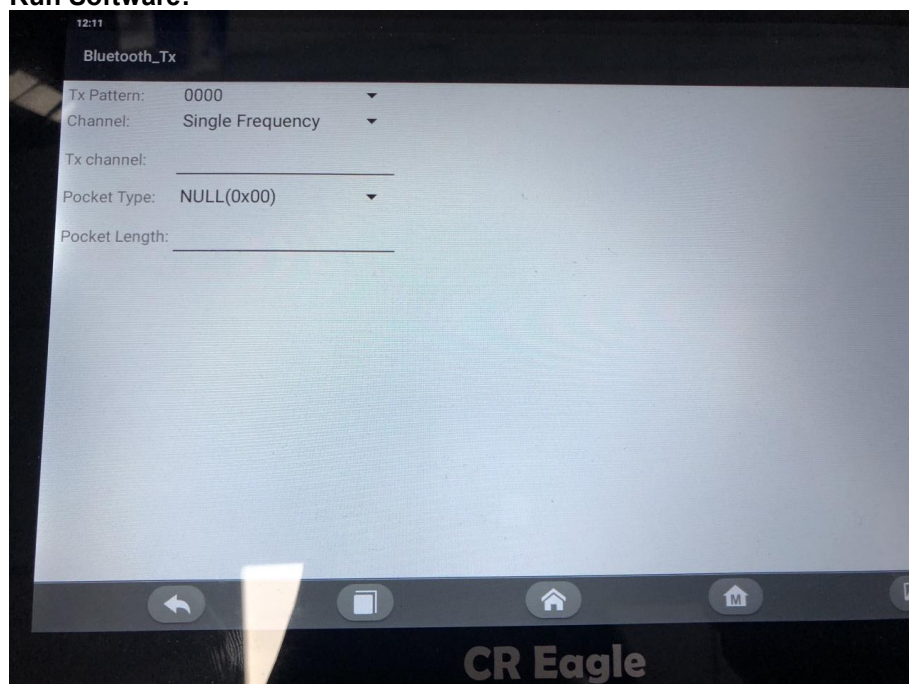 Run Software:
12:11
Bluetooth_Tx
Tx Pattern: 0000
Channel: Single Frequency
Tx channel:
Pocket Type: NULL(0x00)
Pocket Length:
M
CR Eagle